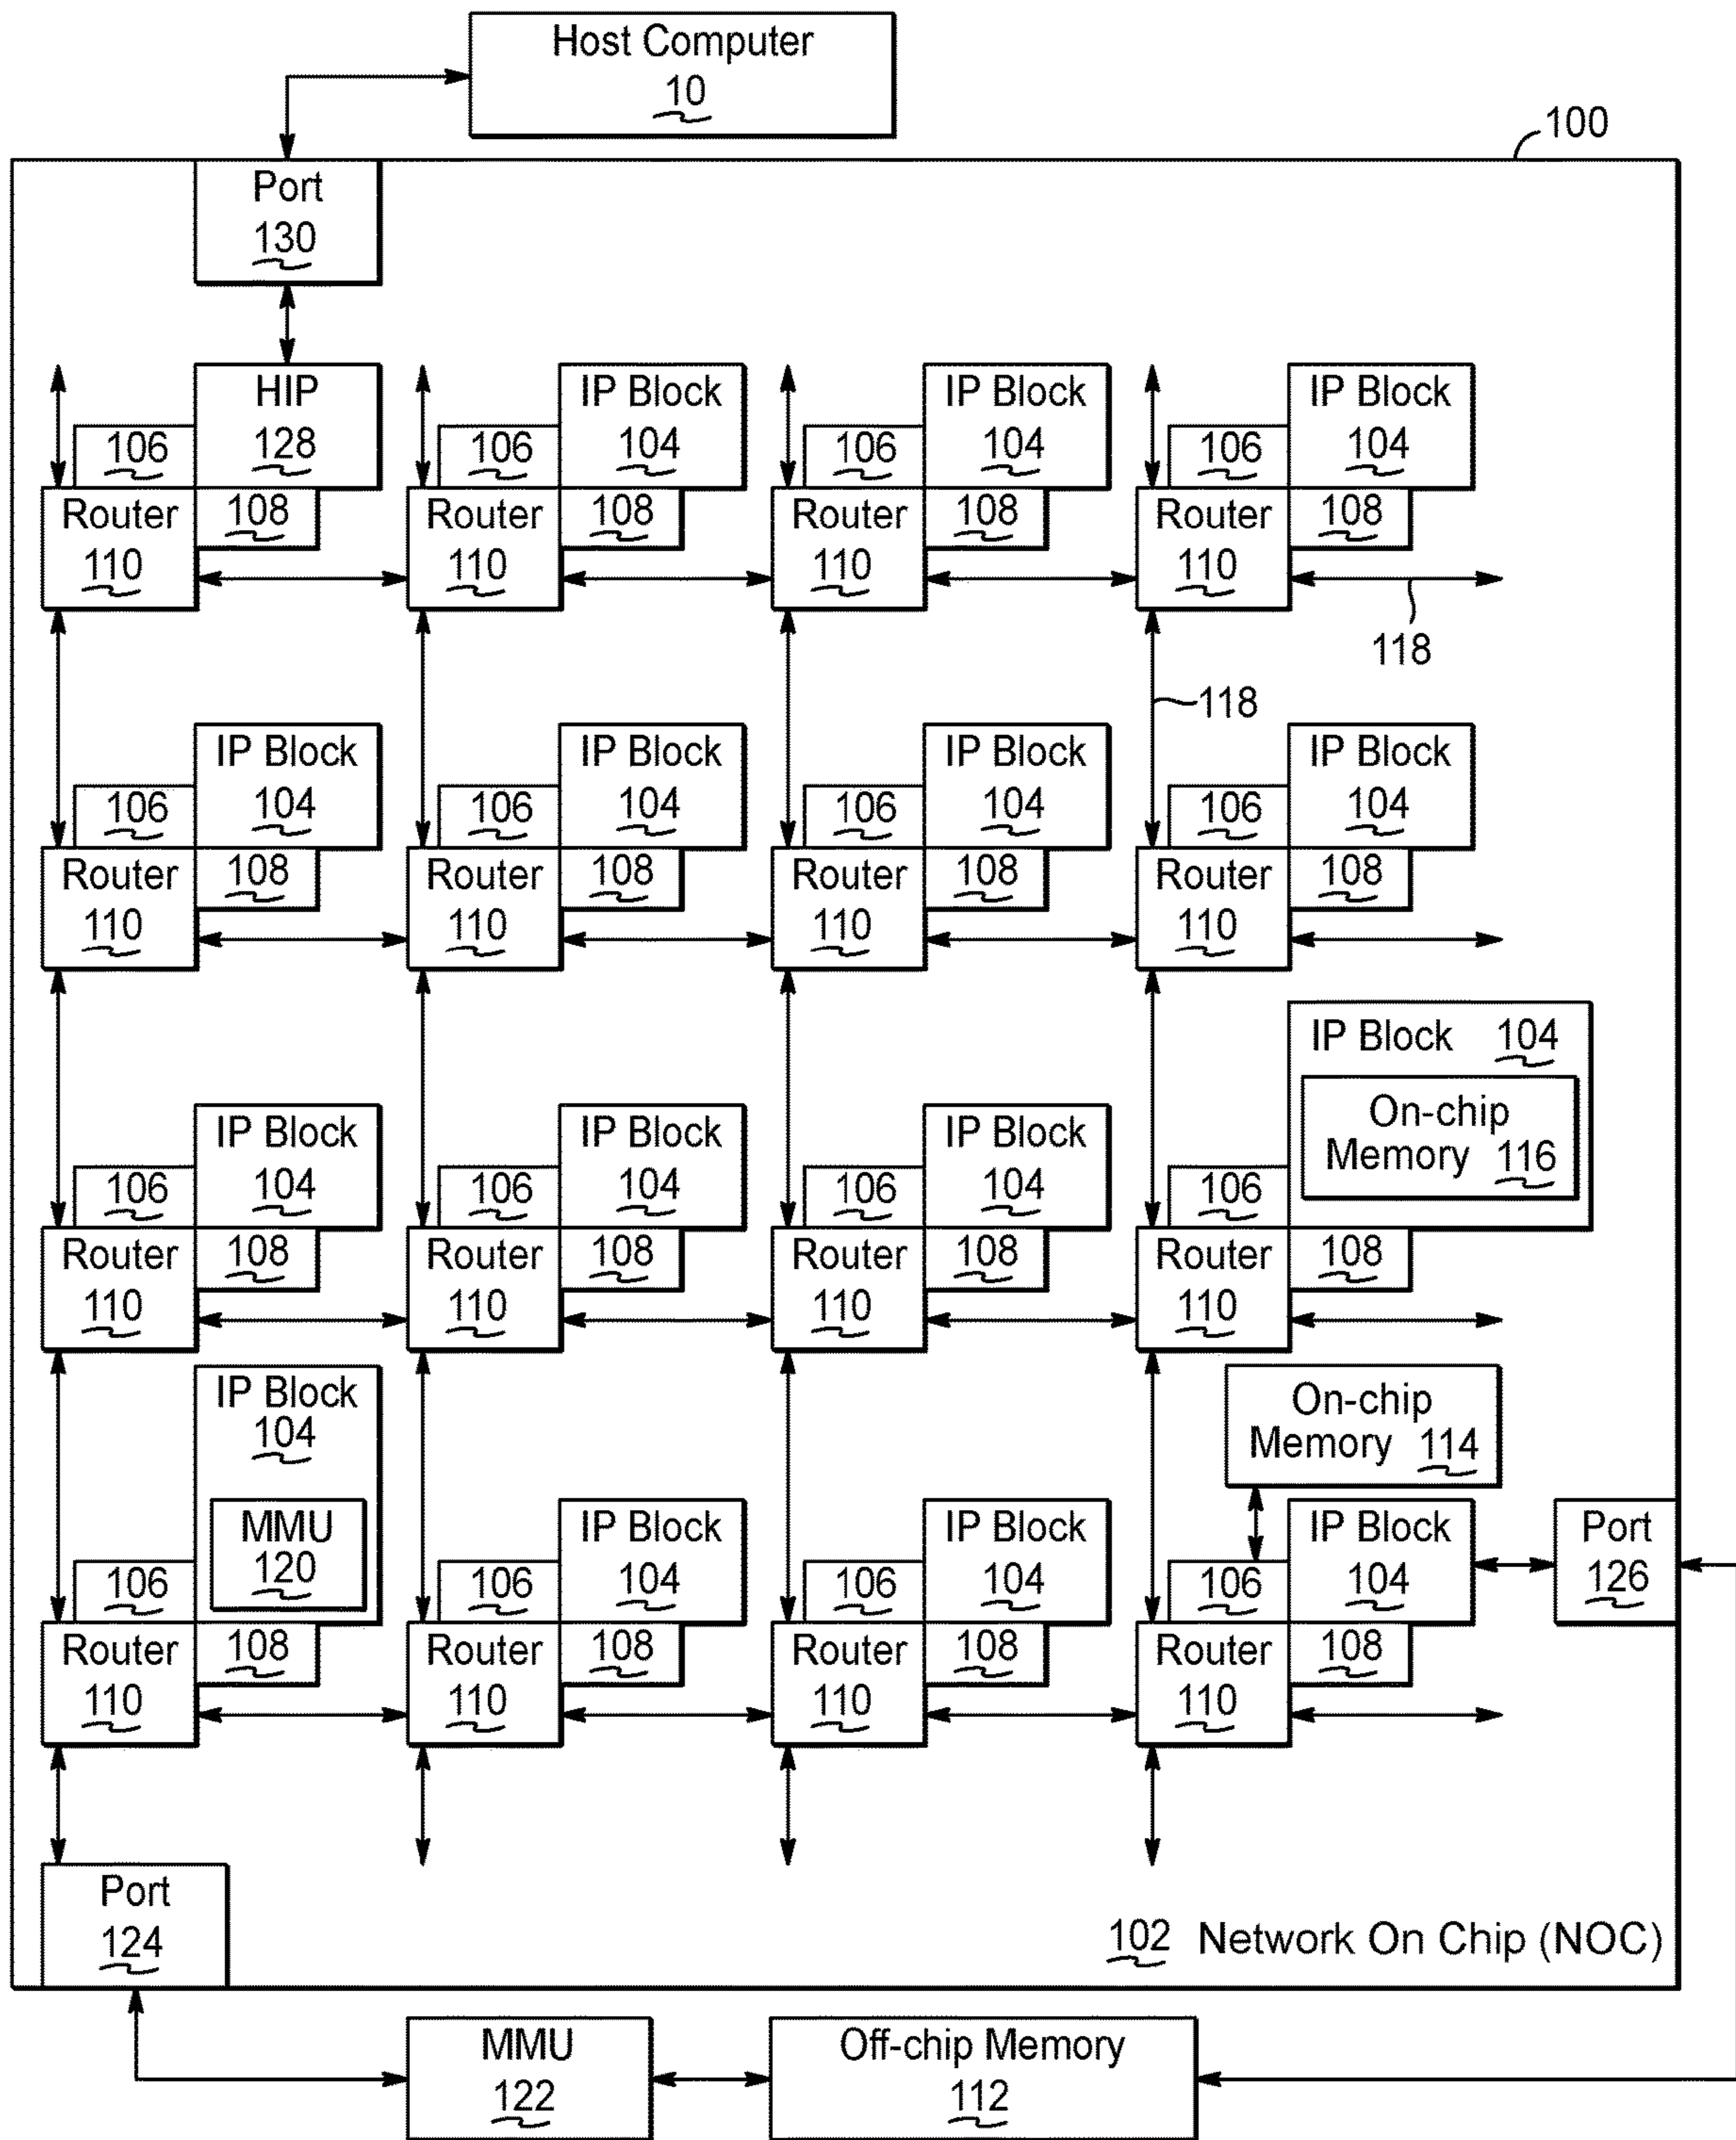 Host Computer
10
100
Port
130
HIP
128
IP Block
104
IP Block
104
IP Block
104
106
106
106
106
Router
110
108
Router
110
108
Router
110
108
Router
110
108
118
118
IP Block
104
IP Block
104
IP Block
104
IP Block
104
106
106
106
106
Router
110
108
Router
110
108
Router
110
108
Router
110
108
IP Block 104
On-chip
Memory 116
IP Block
104
IP Block
104
IP Block
104
106
106
106
106
Router
110
108
Router
110
108
Router
110
108
Router
110
108
IP Block
104
MMU
120
On-chip
Memory 114
IP Block
104
IP Block
104
IP Block
104
Port
126
106
106
106
106
Router
110
108
Router
110
108
Router
110
108
Router
110
108
Port
124
102 Network On Chip (NOC)
MMU
122
Off-chip Memory
112